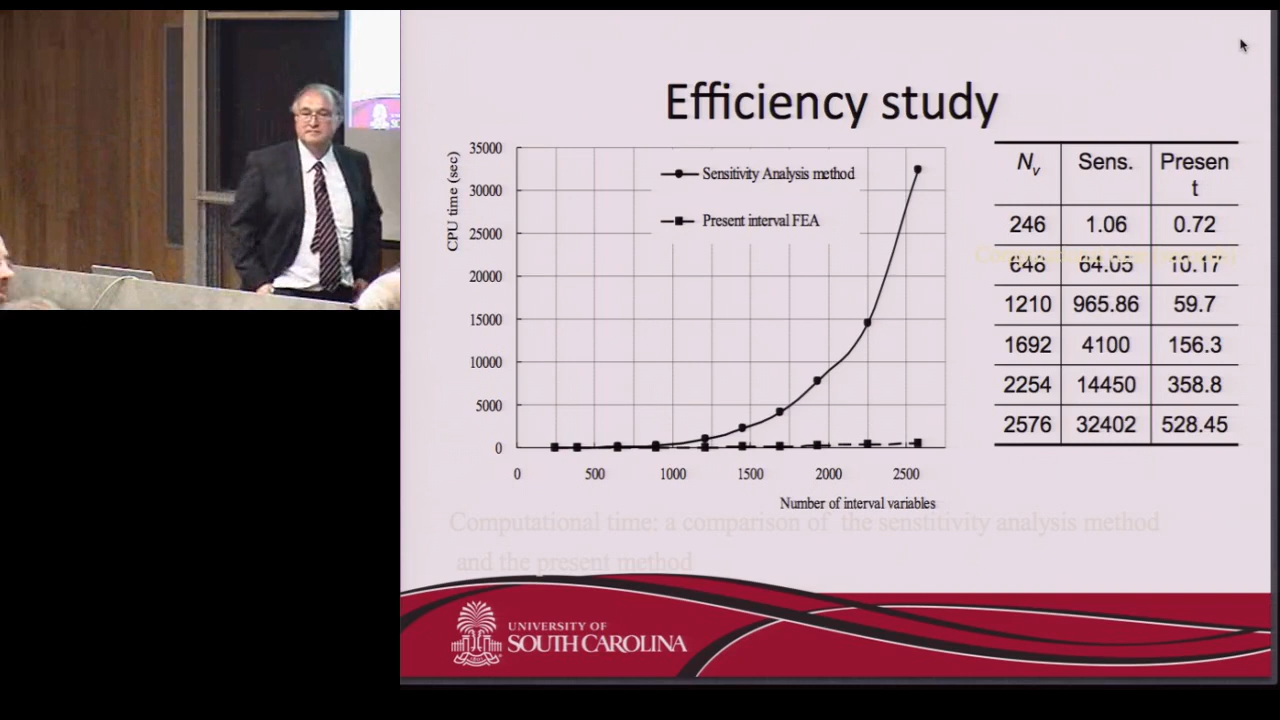 Efficiency study
CPU time (sec)
35000
30000
25000
20000
15000
10000
5000
0
Sensitivity Analysis method
Present interval FEA
0 500 1000 1500 2000 2500
Number of interval variables
Nv Sens. Presen
t
246 1.06 0.72
648 64.05 10.17
1210 965.86 59.7
1692 4100 156.3
2254 14450 358.8
2576 32402 528.45
Computational time: a comparison of the senstitivity analysis method
and the present method
UNIVERSITY OF
SOUTH CAROLINA